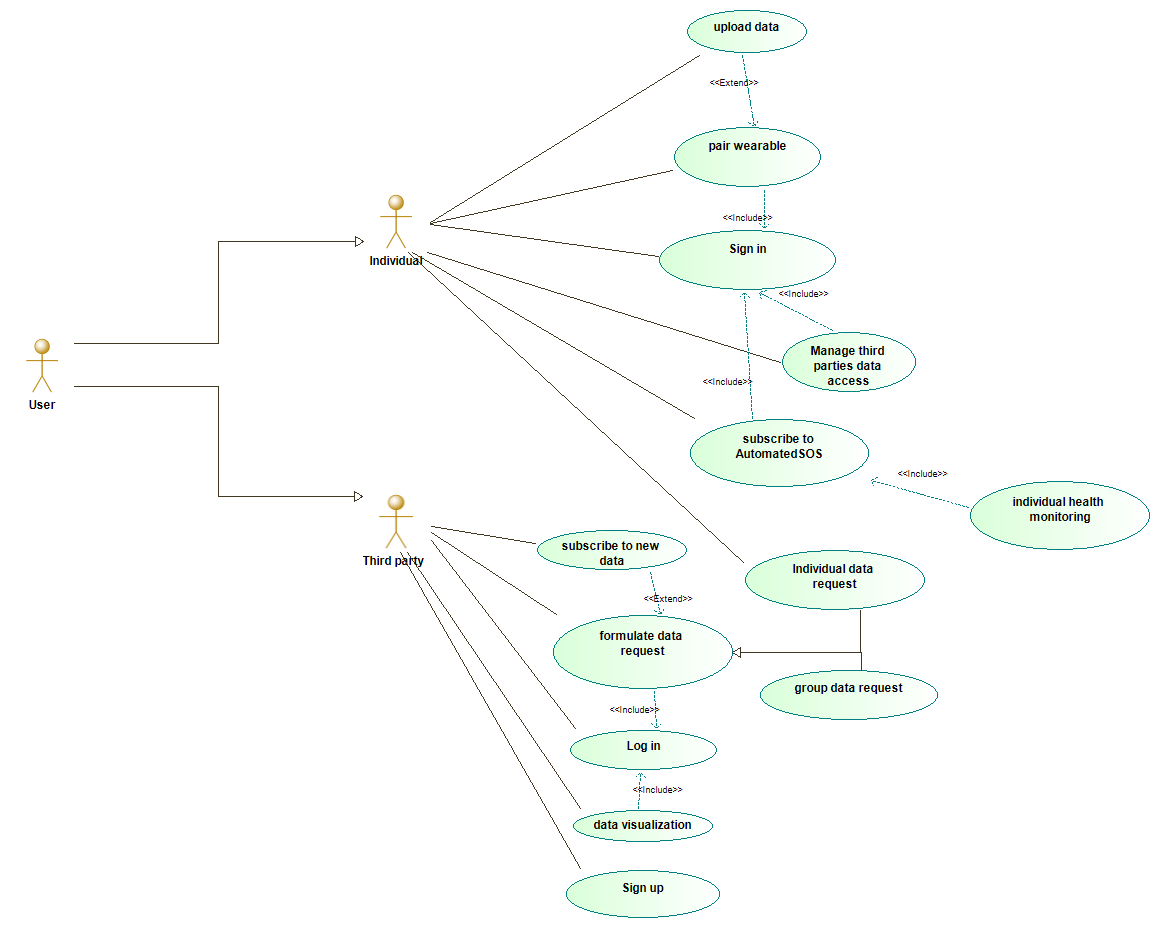 upload data
<<Extend>>
pair wearable
<<Include>>
Sign in
Individual
<<Include>>
User
Manage third
parties data
access
<<Include>>
subscribe to
AutomatedSOS
<<Include>>
individual health
monitoring
Third party
subscribe to new
data
Individual data
request
<<Extend>>
formulate data
request
group data request
<<Include>>
Log in
<<Include>>
data visualization
Sign up